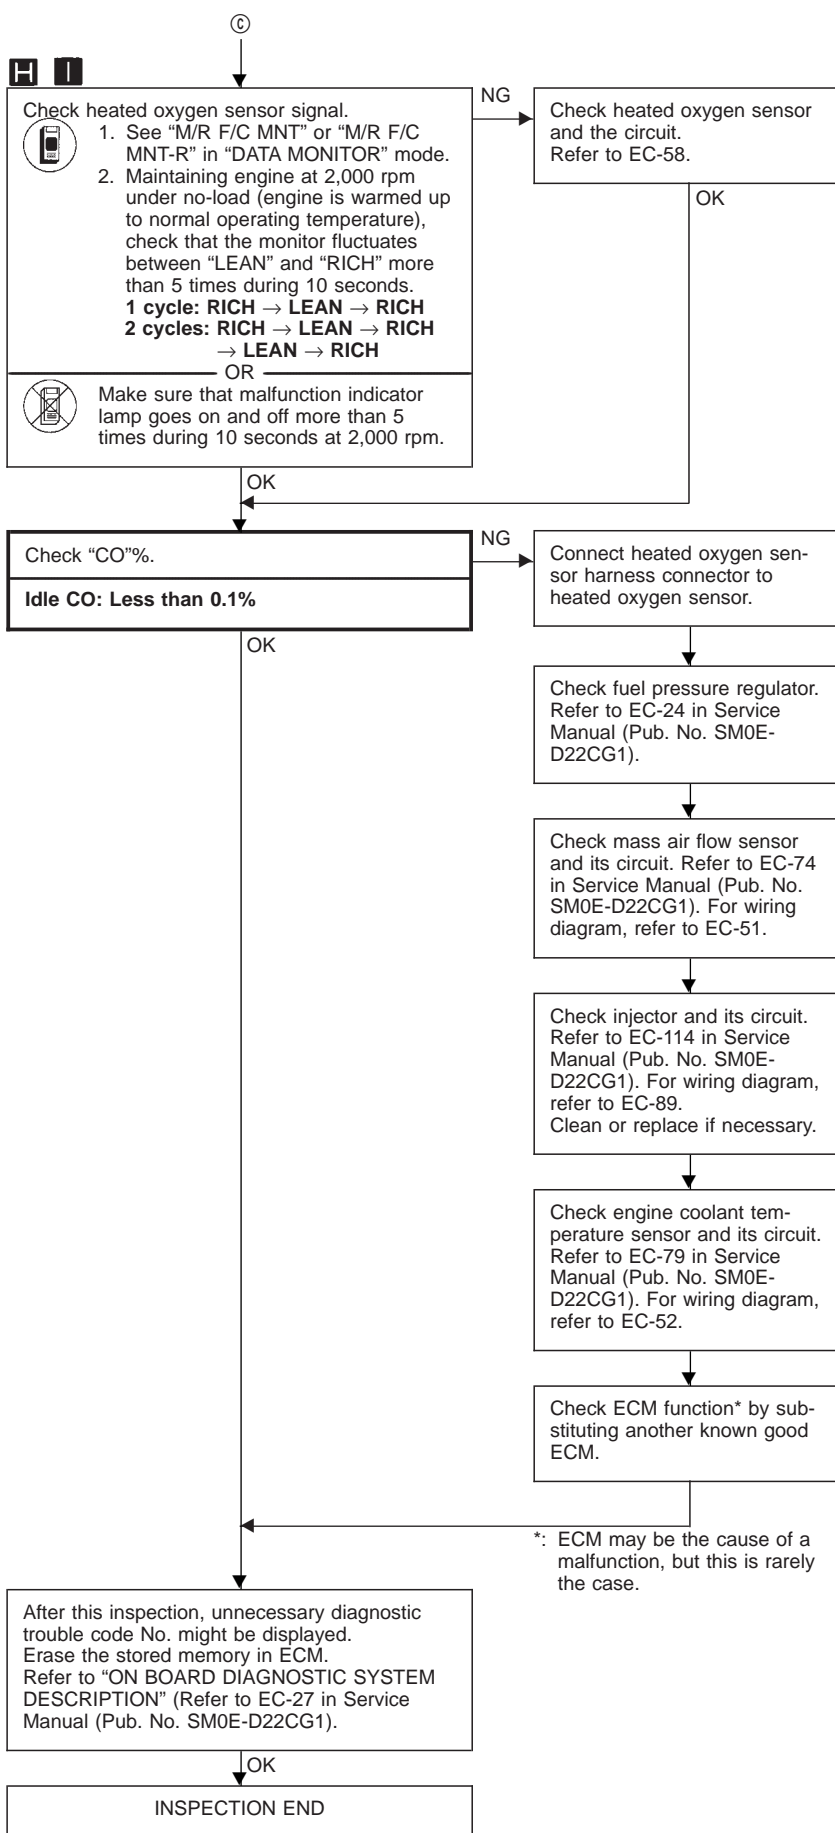 Ⓒ
H I
Check heated oxygen sensor signal.
1. See “M/R F/C MNT” or “M/R F/C
MNT-R” in “DATA MONITOR” mode.
2. Maintaining engine at 2,000 rpm
under no-load (engine is warmed up
to normal operating temperature),
check that the monitor fluctuates
between “LEAN” and “RICH” more
than 5 times during 10 seconds.
1 cycle: RICH → LEAN → RICH
2 cycles: RICH → LEAN → RICH
→ LEAN → RICH
OR
Make sure that malfunction indicator
lamp goes on and off more than 5
times during 10 seconds at 2,000 rpm.
NG
Check heated oxygen sensor
and the circuit.
Refer to EC-58.
OK
OK
Check “CO”%.
Idle CO: Less than 0.1%
NG
Connect heated oxygen sen-
sor harness connector to
heated oxygen sensor.
OK
Check fuel pressure regulator.
Refer to EC-24 in Service
Manual (Pub. No. SM0E-
D22CG1).
Check mass air flow sensor
and its circuit. Refer to EC-74
in Service Manual (Pub. No.
SM0E-D22CG1). For wiring
diagram, refer to EC-51.
Check injector and its circuit.
Refer to EC-114 in Service
Manual (Pub. No. SM0E-
D22CG1). For wiring diagram,
refer to EC-89.
Clean or replace if necessary.
Check engine coolant tem-
perature sensor and its circuit.
Refer to EC-79 in Service
Manual (Pub. No. SM0E-
D22CG1). For wiring diagram,
refer to EC-52.
Check ECM function* by sub-
stituting another known good
ECM.
*: ECM may be the cause of a
malfunction, but this is rarely
the case.
After this inspection, unnecessary diagnostic
trouble code No. might be displayed.
Erase the stored memory in ECM.
Refer to “ON BOARD DIAGNOSTIC SYSTEM
DESCRIPTION” (Refer to EC-27 in Service
Manual (Pub. No. SM0E-D22CG1).
OK
INSPECTION END